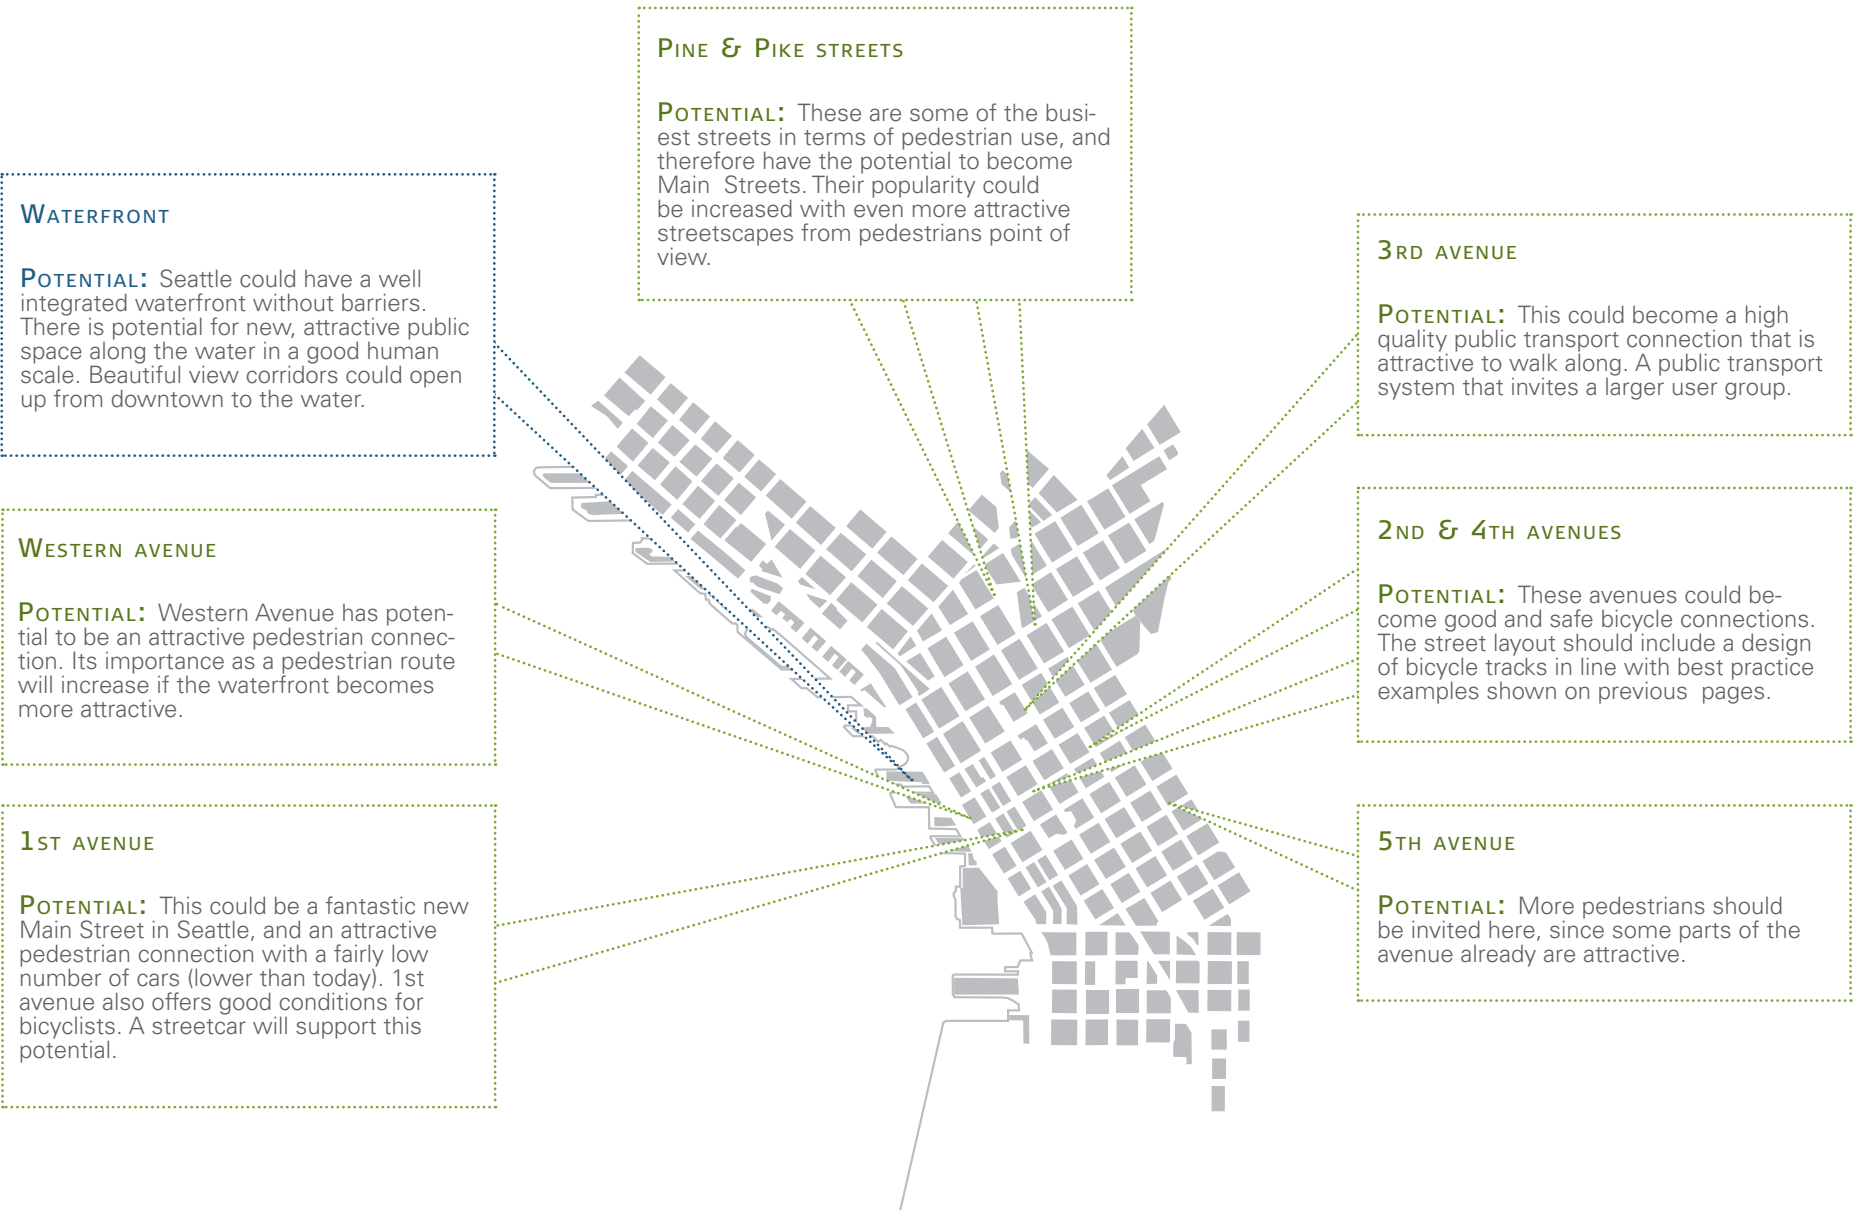 Pine & Pike streets
Potential: These are some of the busi-
est streets in terms of pedestrian use, and
therefore have the potential to become
Main Streets. Their popularity could
be increased with even more attractive
streetscapes from pedestrians point of
view.
Waterfront
Potential: Seattle could have a well
integrated waterfront without barriers.
There is potential for new, attractive public
space along the water in a good human
scale. Beautiful view corridors could open
up from downtown to the water.
Western avenue
Potential: Western Avenue has poten-
tial to be an attractive pedestrian connec-
tion. Its importance as a pedestrian route
will increase if the waterfront becomes
more attractive.
1st avenue
Potential: This could be a fantastic new
Main Street in Seattle, and an attractive
pedestrian connection with a fairly low
number of cars (lower than today). 1st
avenue also offers good conditions for
bicyclists. A streetcar will support this
potential.
3rd avenue
Potential: This could become a high
quality public transport connection that is
attractive to walk along. A public transport
system that invites a larger user group.
2nd & 4th avenues
Potential: These avenues could be-
come good and safe bicycle connections.
The street layout should include a design
of bicycle tracks in line with best practice
examples shown on previous pages.
5th avenue
Potential: More pedestrians should
be invited here, since some parts of the
avenue already are attractive.